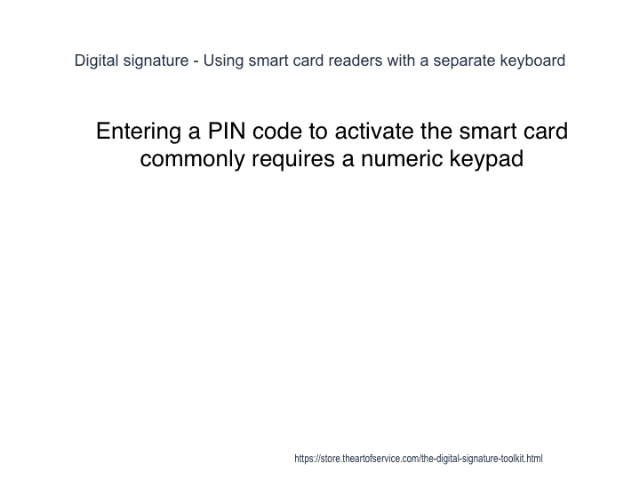 Digital signature - Using smart card readers with a separate keyboard
Entering a PIN code to activate the smart card
commonly requires a numeric keypad
https://store.theartofservice.com/the-digital-signature-toolkit.html